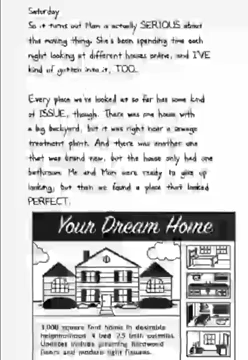 Saturday
So it turns out Mom is actually SERIOUS about
the moving thing. She's been spending time each
night looking at different houses online, and I'VE
kind of gotten into it, TOO.
Every place we've looked at so far has some kind
of ISSUE, though. There was one house with
a big backyard, but it was right near a sewage
treatment plant. And there was another one
that was brand new, but the house only had one
bathroom. Me and Mom were ready to give up
looking, but then we found a place that looked
PERFECT.
Your Dream Home
3,000 square foot home in desirable
neighborhood. 4 bed, 2.5 bath
Updates include hardwood
floors and modern light fixtures.